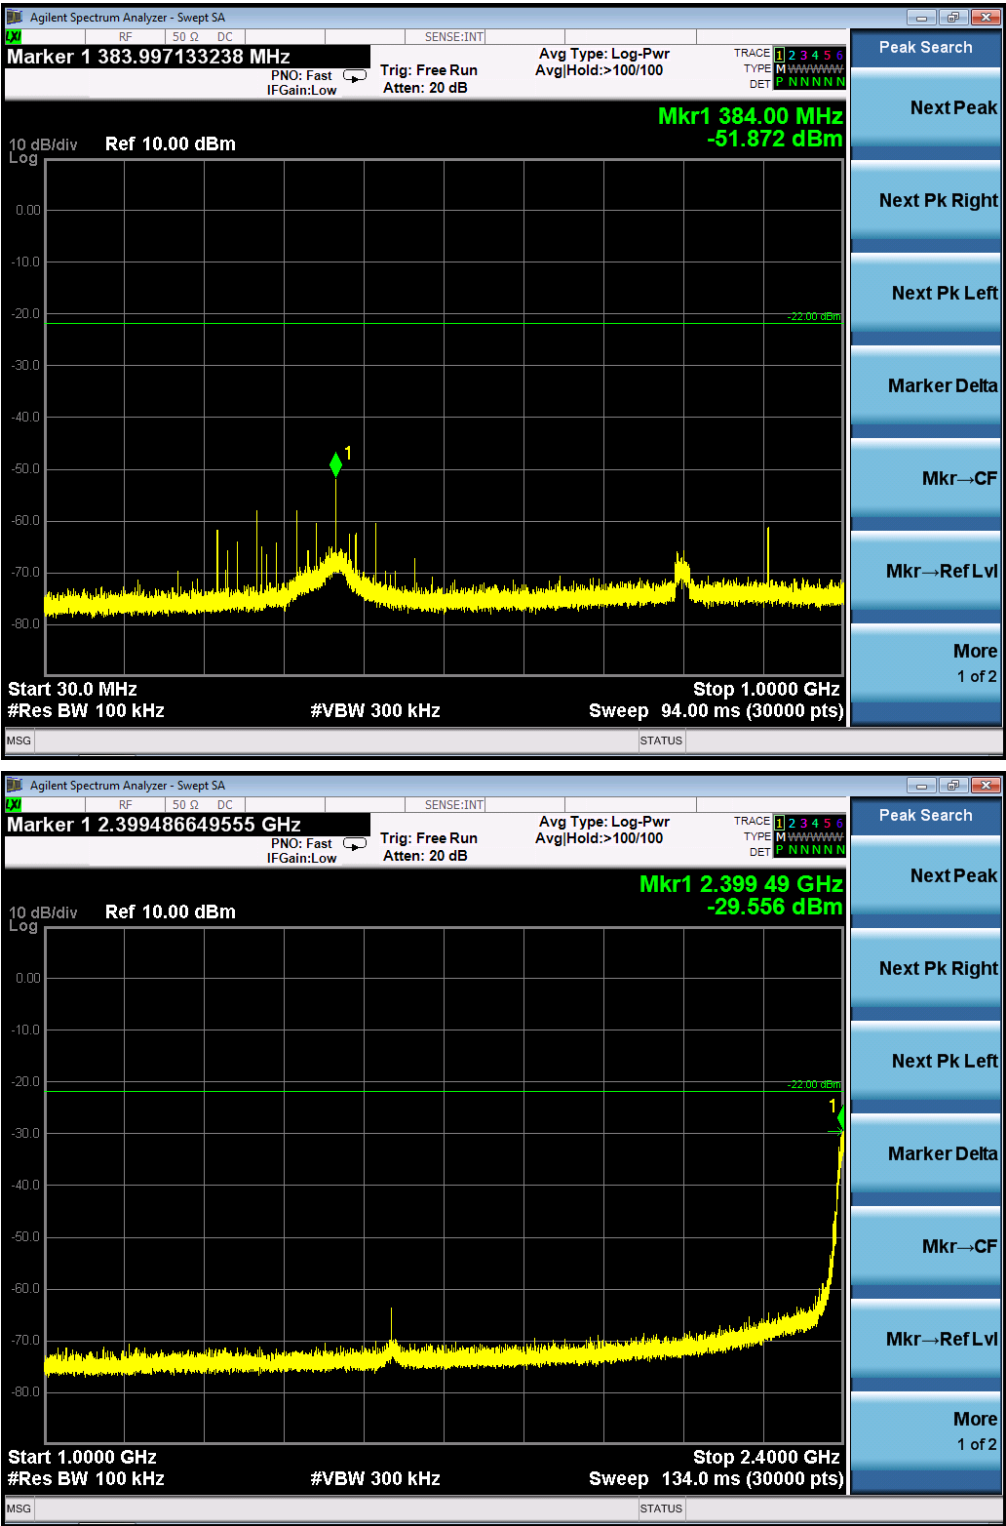 Agilent Spectrum Analyzer - Swept SA
LXI RF 50 Ω DC SENSE:INT
Marker 1 383.997133238 MHz
PNO: Fast
IFGain:Low
Trig: Free Run
Atten: 20 dB
Avg Type: Log-Pwr
Avg|Hold:>100/100
TRACE 1 2 3 4 5 6
TYPE M WWWWW
DET P N N N N N
Mkr1 384.00 MHz
-51.872 dBm
10 dB/div Ref 10.00 dBm
Log
0.00
-10.0
-20.0
-22.00 dBm
-30.0
-40.0
1
-50.0
-60.0
-70.0
-80.0
Start 30.0 MHz Stop 1.0000 GHz
#Res BW 100 kHz #VBW 300 kHz Sweep 94.00 ms (30000 pts)
MSG STATUS
Peak Search
Next Peak
Next Pk Right
Next Pk Left
Marker Delta
Mkr→CF
Mkr→Ref Lvl
More
1 of 2
Agilent Spectrum Analyzer - Swept SA
LXI RF 50 Ω DC SENSE:INT
Marker 1 2.399486649555 GHz
PNO: Fast
IFGain:Low
Trig: Free Run
Atten: 20 dB
Avg Type: Log-Pwr
Avg|Hold:>100/100
TRACE 1 2 3 4 5 6
TYPE M WWWWW
DET P N N N N N
Mkr1 2.399 49 GHz
-29.556 dBm
10 dB/div Ref 10.00 dBm
Log
0.00
-10.0
-20.0
-22.00 dBm
1
-30.0
-40.0
-50.0
-60.0
-70.0
-80.0
Start 1.0000 GHz Stop 2.4000 GHz
#Res BW 100 kHz #VBW 300 kHz Sweep 134.0 ms (30000 pts)
MSG STATUS
Peak Search
Next Peak
Next Pk Right
Next Pk Left
Marker Delta
Mkr→CF
Mkr→Ref Lvl
More
1 of 2